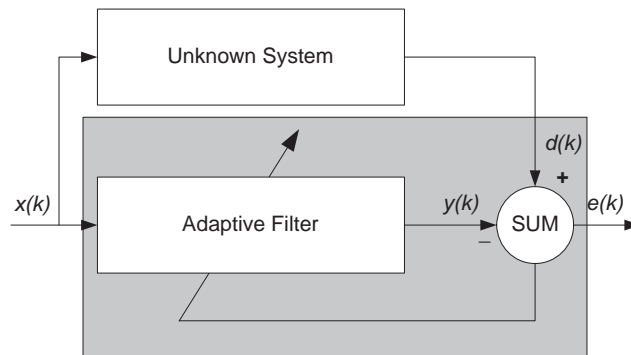 Unknown System
d(k)
+
x(k)
Adaptive Filter
y(k)
–
SUM
e(k)